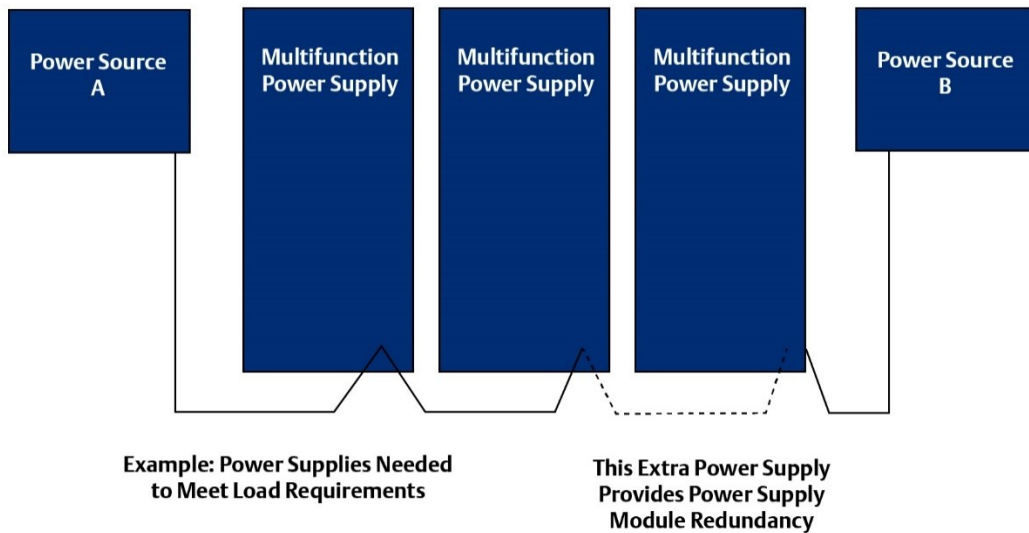 Power Source
A
Multifunction
Power Supply
Multifunction
Power Supply
Multifunction
Power Supply
Power Source
B
Example: Power Supplies Needed
to Meet Load Requirements
This Extra Power Supply
Provides Power Supply
Module Redundancy